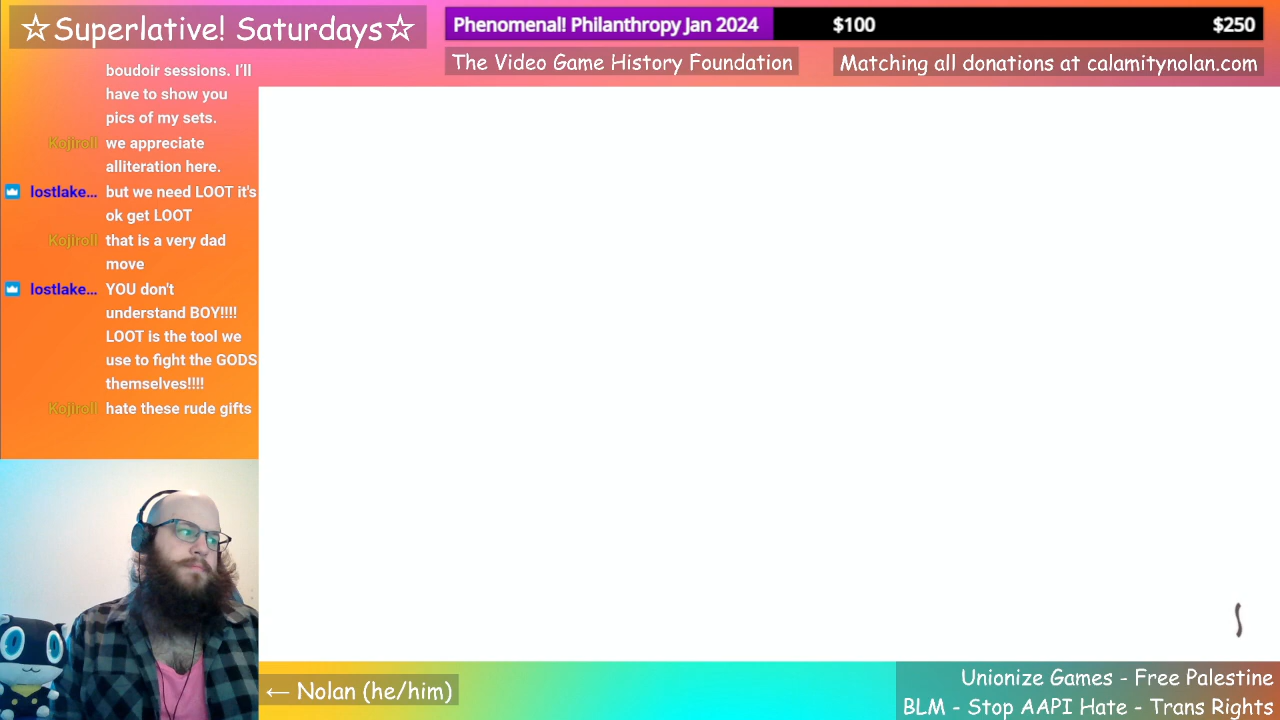 ☆Superlative! Saturdays☆
Phenomenal! Philanthropy Jan 2024 $100 $250
The Video Game History Foundation
Matching all donations at calamitynolan.com
boudoir sessions. I'll
have to show you
pics of my sets.
Kojiroll we appreciate
alliteration here.
lostlake... but we need LOOT it's
ok get LOOT
Kojiroll that is a very dad
move
lostlake... YOU don't
understand BOY!!!!
LOOT is the tool we
use to fight the GODS
themselves!!!!
Kojiroll hate these rude gifts
← Nolan (he/him)
Unionize Games - Free Palestine
BLM - Stop AAPI Hate - Trans Rights